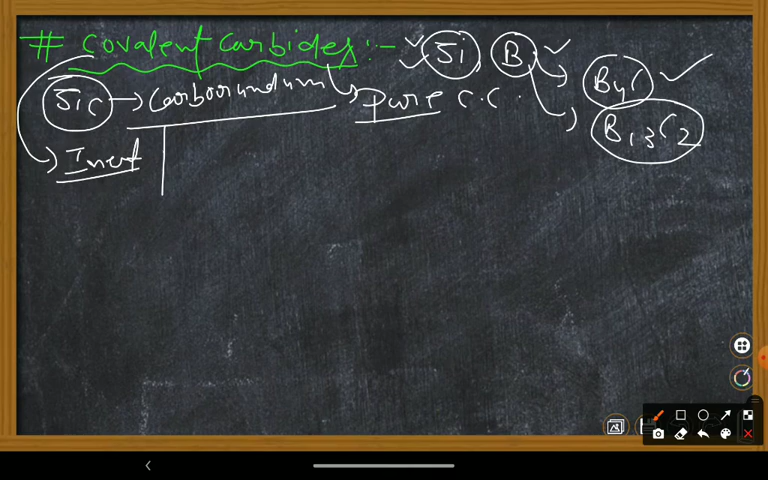 # Covalent Carbides :- Si, B
SiC → Carborundum → pure C.C. B4C
B13C2
→ Inert